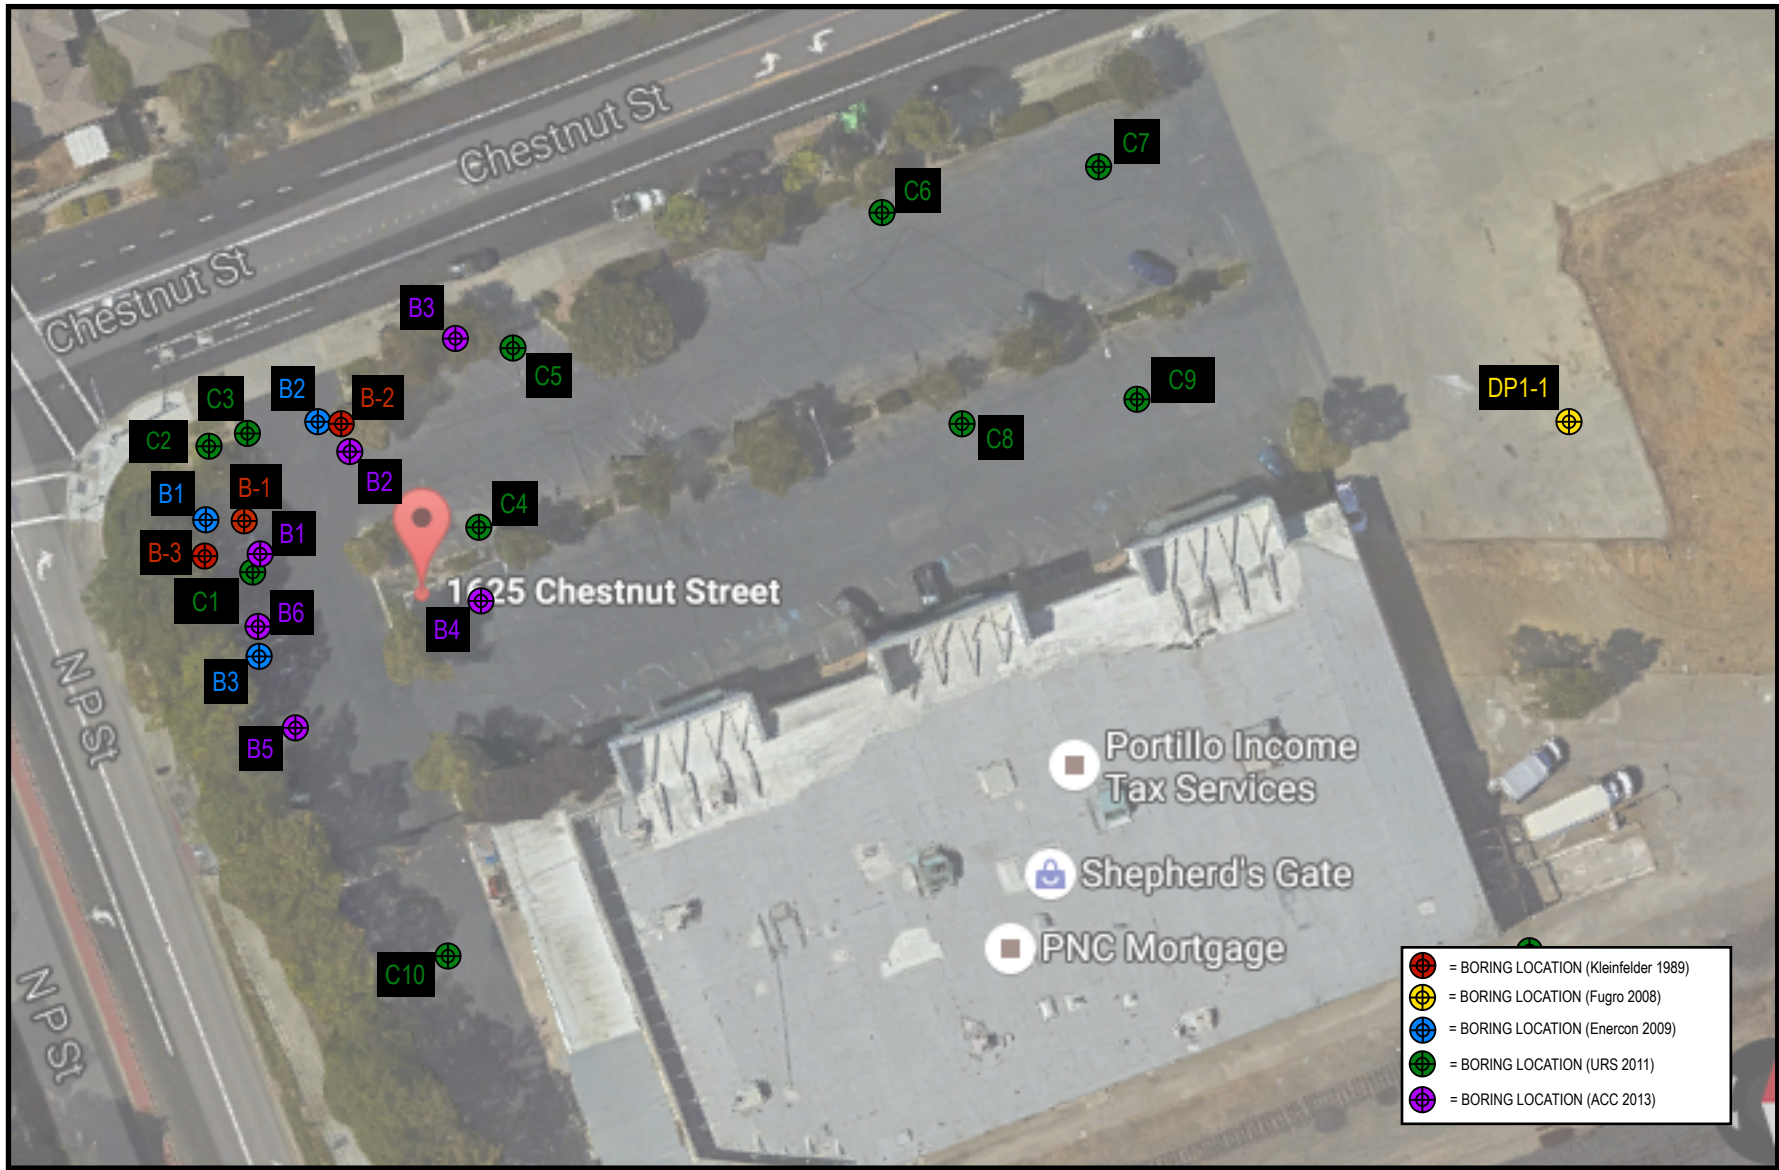 Chestnut St
C7
C6
Chestnut St
B3
C5
C9
DP1-1
B2
B-2
C3
C2
C8
B2
B1
B-1
C4
B1
B-3
C1
B6
1625 Chestnut Street
B4
B3
N P St
B5
Portillo Income
Tax Services
Shepherd's Gate
PNC Mortgage
C10
N P St
= BORING LOCATION (Kleinfelder 1989)
= BORING LOCATION (Fugro 2008)
= BORING LOCATION (Enercon 2009)
= BORING LOCATION (URS 2011)
= BORING LOCATION (ACC 2013)